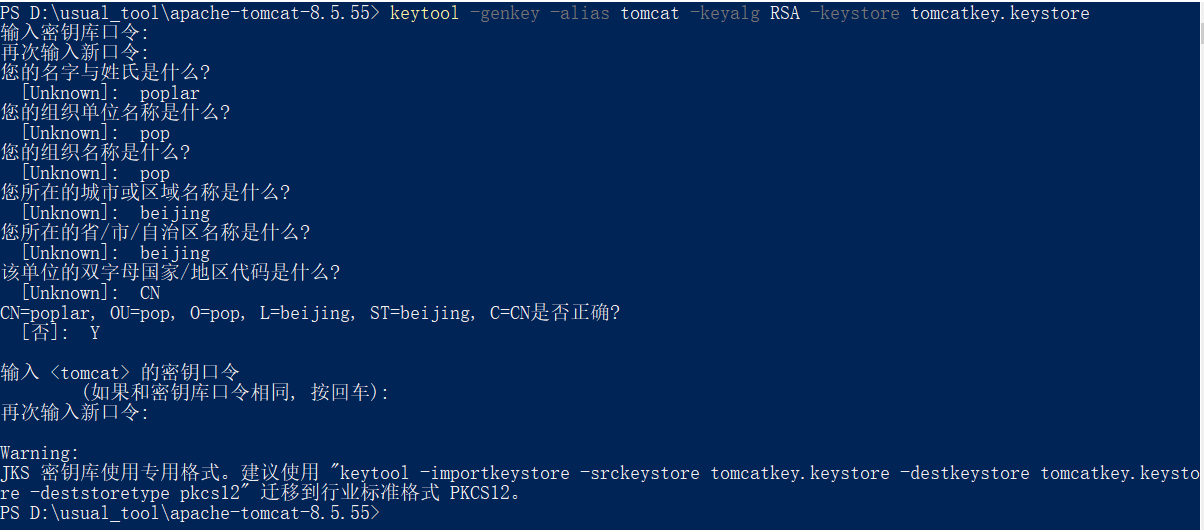 PS D:\usual_tool\apache-tomcat-8.5.55> keytool -genkey -alias tomcat -keyalg RSA -keystore tomcatkey.keystore
输入密钥库口令:
再次输入新口令:
您的名字与姓氏是什么?
  [Unknown]:  poplar
您的组织单位名称是什么?
  [Unknown]:  pop
您的组织名称是什么?
  [Unknown]:  pop
您所在的城市或区域名称是什么?
  [Unknown]:  beijing
您所在的省/市/自治区名称是什么?
  [Unknown]:  beijing
该单位的双字母国家/地区代码是什么?
  [Unknown]:  CN
CN=poplar, OU=pop, O=pop, L=beijing, ST=beijing, C=CN是否正确?
  [否]:  Y
输入 <tomcat> 的密钥口令
        (如果和密钥库口令相同, 按回车):
再次输入新口令:
Warning:
JKS 密钥库使用专用格式。建议使用 "keytool -importkeystore -srckeystore tomcatkey.keystore -destkeystore tomcatkey.keysto
re -deststoretype pkcs12" 迁移到行业标准格式 PKCS12。
PS D:\usual_tool\apache-tomcat-8.5.55>